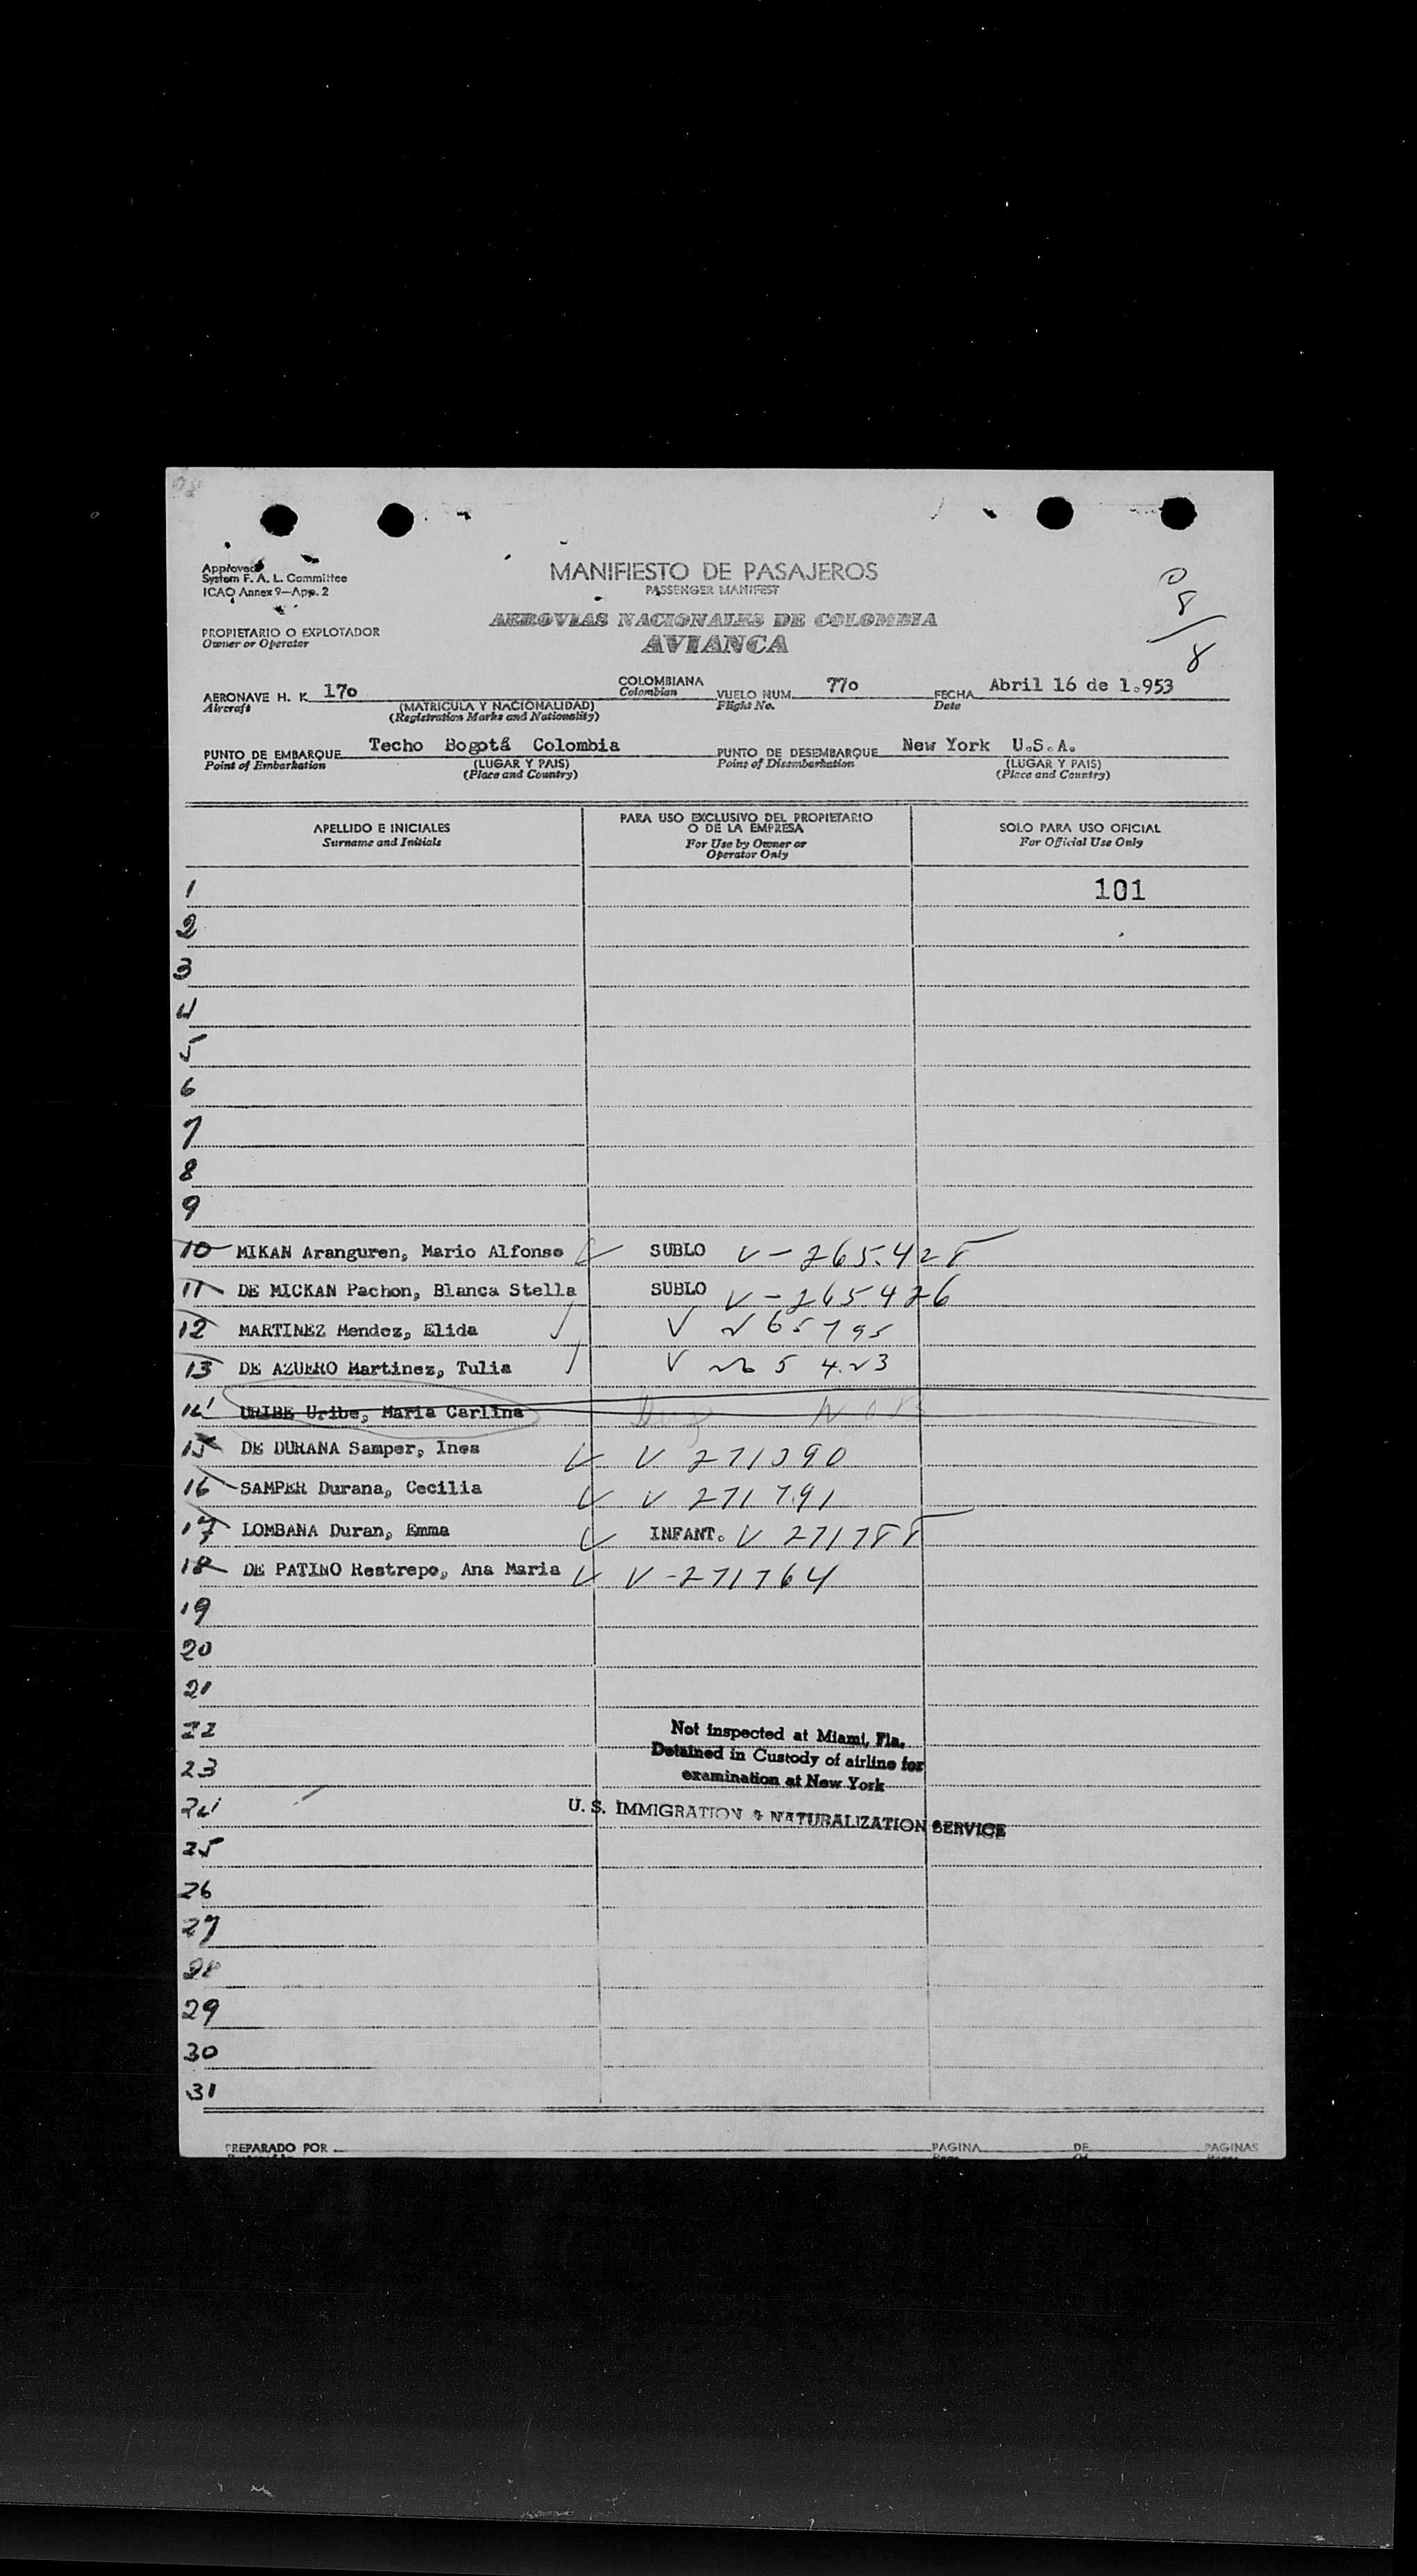 Approved
System F. A. L. Committee
ICAO Annex 9—App. 2
MANIFIESTO DE PASAJEROS
PASSENGER MANIFEST
AEROVIAS NACIONALES DE COLOMBIA
AVIANCA
PROPIETARIO O EXPLOTADOR
Owner or Operator
0
8
8
AERONAVE H. K. 170 COLOMBIANA VUELO NUM. 770 FECHA Abril 16 de 1.953
Aircraft (MATRICULA Y NACIONALIDAD) Colombian Flight No. Date
(Registration Marks and Nationality)
PUNTO DE EMBARQUE Techo Bogotá Colombia PUNTO DE DESEMBARQUE New York U.S.A.
Point of Embarkation (LUGAR Y PAIS) Point of Disembarkation (LUGAR Y PAIS)
(Place and Country) (Place and Country)
APELLIDO E INICIALES
Surname and Initials
PARA USO EXCLUSIVO DEL PROPIETARIO
O DE LA EMPRESA
For Use by Owner or
Operator Only
SOLO PARA USO OFICIAL
For Official Use Only
1 101
2
3
4
5
6
7
8
9
10 MIKAN Aranguren, Mario Alfonso SUBLO V-265.428
11 DE MICKAN Pachon, Blanca Stella SUBLO V-265426
12 MARTINEZ Mendez, Elida V 265795
13 DE AZUERO Martinez, Tulia V 265423
14 URIBE Uribe, Maria Carlina
15 DE DURANA Samper, Ines V 271390
16 SAMPER Durana, Cecilia V 271791
17 LOMBANA Duran, Emma INFANT. V 271788
18 DE PATINO Restrepo, Ana Maria V-271764
19
20
21
22
23
24
25
26
27
28
29
30
31
Not inspected at Miami, Fla.
Detained in Custody of airline for
examination at New York
U. S. IMMIGRATION & NATURALIZATION SERVICE
PREPARADO POR PAGINA DE PAGINAS